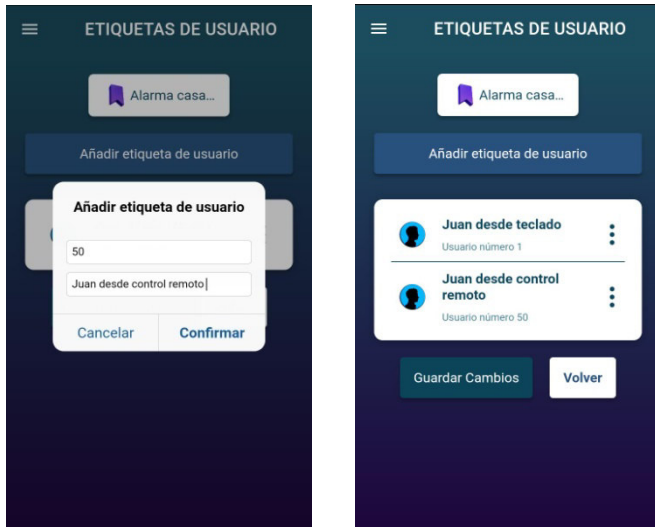 ETIQUETAS DE USUARIO
Alarma casa...
Añadir etiqueta de usuario
Añadir etiqueta de usuario
50
Juan desde control remoto
Cancelar
Confirmar
ETIQUETAS DE USUARIO
Alarma casa...
Añadir etiqueta de usuario
Juan desde teclado
Usuario número 1
Juan desde control
remoto
Usuario número 50
Guardar Cambios
Volver